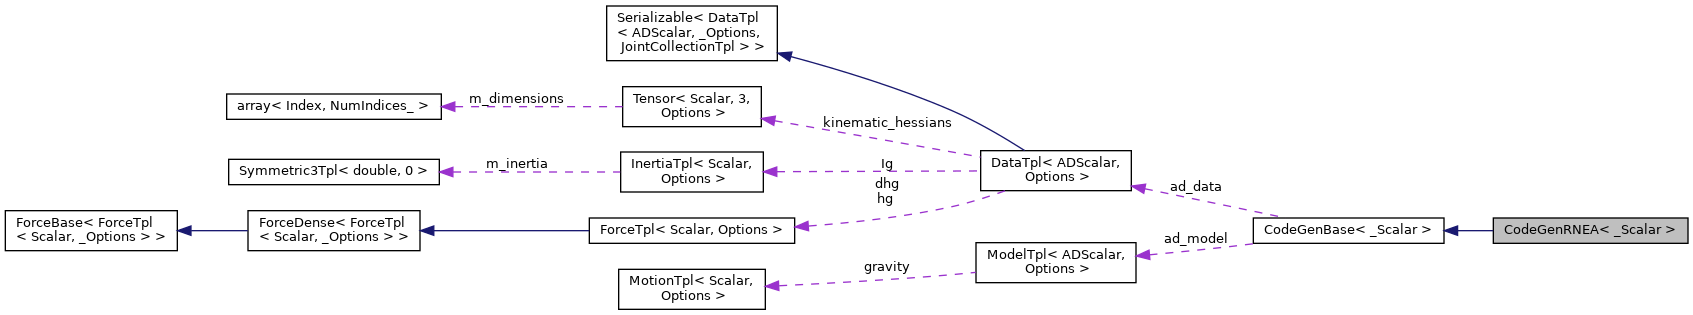 Serializable< DataTpl
< ADScalar, _Options,
JointCollectionTpl > >
array< Index, NumIndices_ >
m_dimensions
Tensor< Scalar, 3,
Options >
kinematic_hessians
Symmetric3Tpl< double, 0 >
m_inertia
InertiaTpl< Scalar,
Options >
Ig
dhg
hg
DataTpl< ADScalar,
Options >
ad_data
ForceBase< ForceTpl
< Scalar, _Options > >
ForceDense< ForceTpl
< Scalar, _Options > >
ForceTpl< Scalar, Options >
CodeGenBase< _Scalar >
CodeGenRNEA< _Scalar >
ad_model
ModelTpl< ADScalar,
Options >
gravity
MotionTpl< Scalar,
Options >